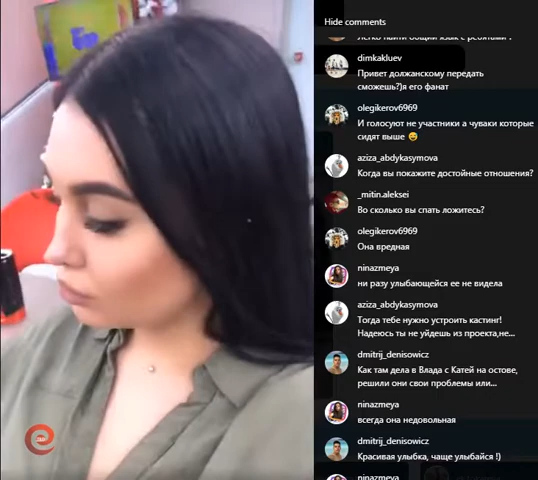 Hide comments
dimkakluev
Привет должанскому передать
сможешь?)я его фанат
olegikerov6969
И голосуют не участники а чуваки которые
сидят выше 😄
aziza_abdykasymova
Когда вы покажите достойные отношения?
_mitin.aleksei
Во сколько вы спать ложитесь?
olegikerov6969
Она вредная
ninazmeya
ни разу улыбающейся ее не видела
aziza_abdykasymova
Тогда тебе нужно устроить кастинг!
Надеюсь ты не уйдешь из проекта,не...
dmitrij_denisowicz
Как там дела в Влада с Катей на остове,
решили они свои проблемы или...
ninazmeya
всегда она недовольная
dmitrij_denisowicz
Красивая улыбка, чаще улыбайся !)
ninazmeya